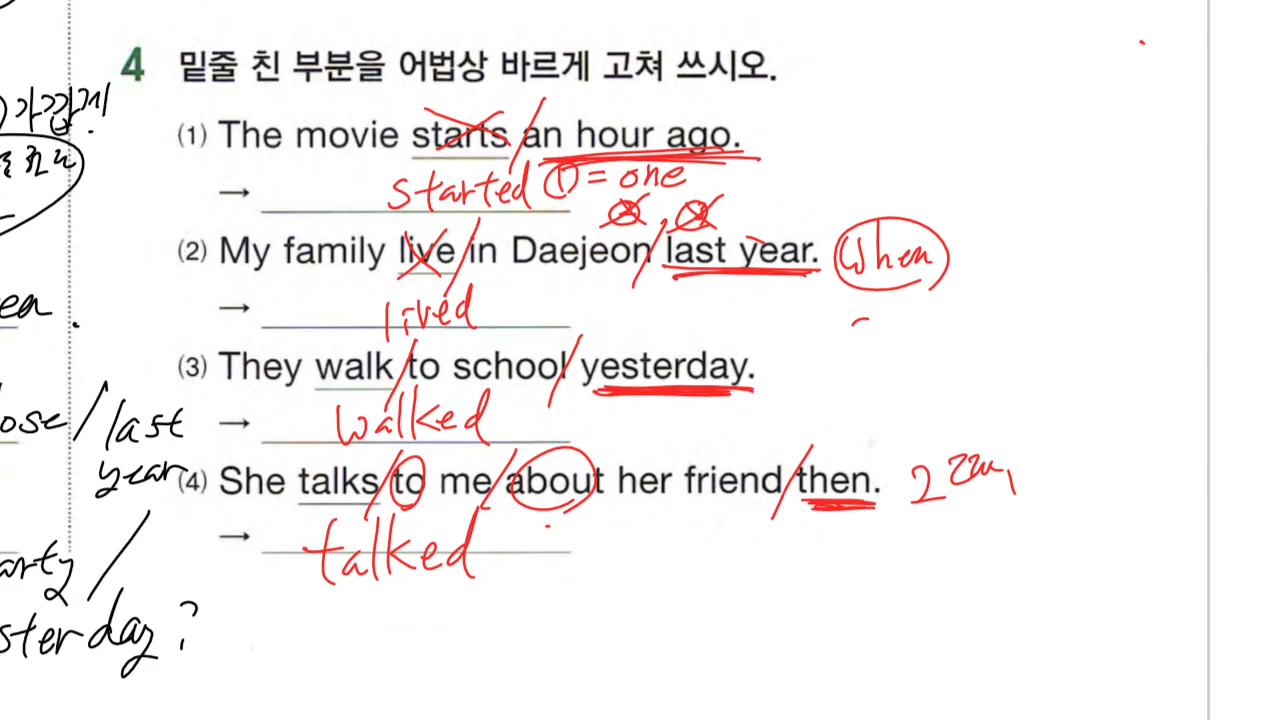 가깝게
4 밑줄 친 부분을 어법상 바르게 고쳐 쓰시오.
(1) The movie starts / an hour ago.
→ started ① = one
(2) My family live / in Daejeon / last year. When
→ lived
(3) They walk / to school / yesterday.
→ walked
ose / last
year
(4) She talks / to me / about her friend / then.
→ talked
arty /
sterday?